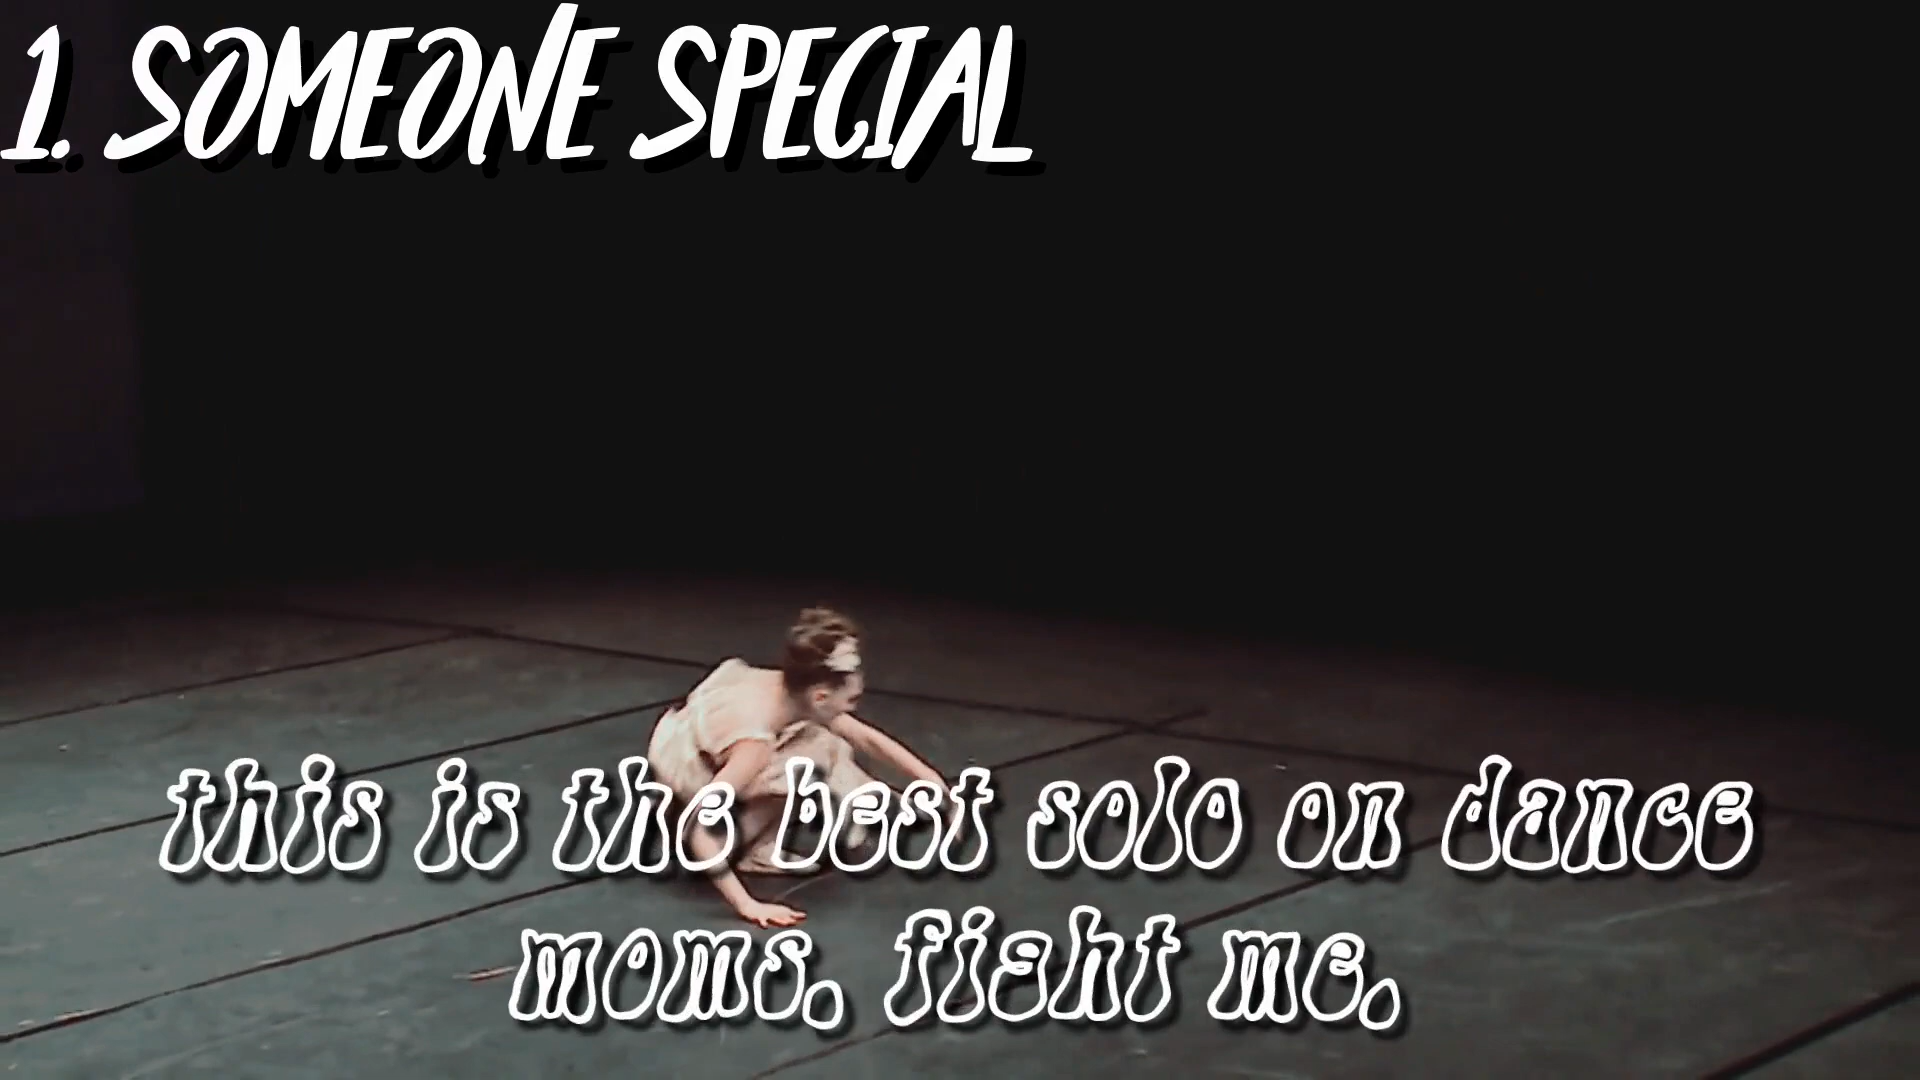 1. SOMEONE SPECIAL
this is the best solo on dance
moms. fight me.